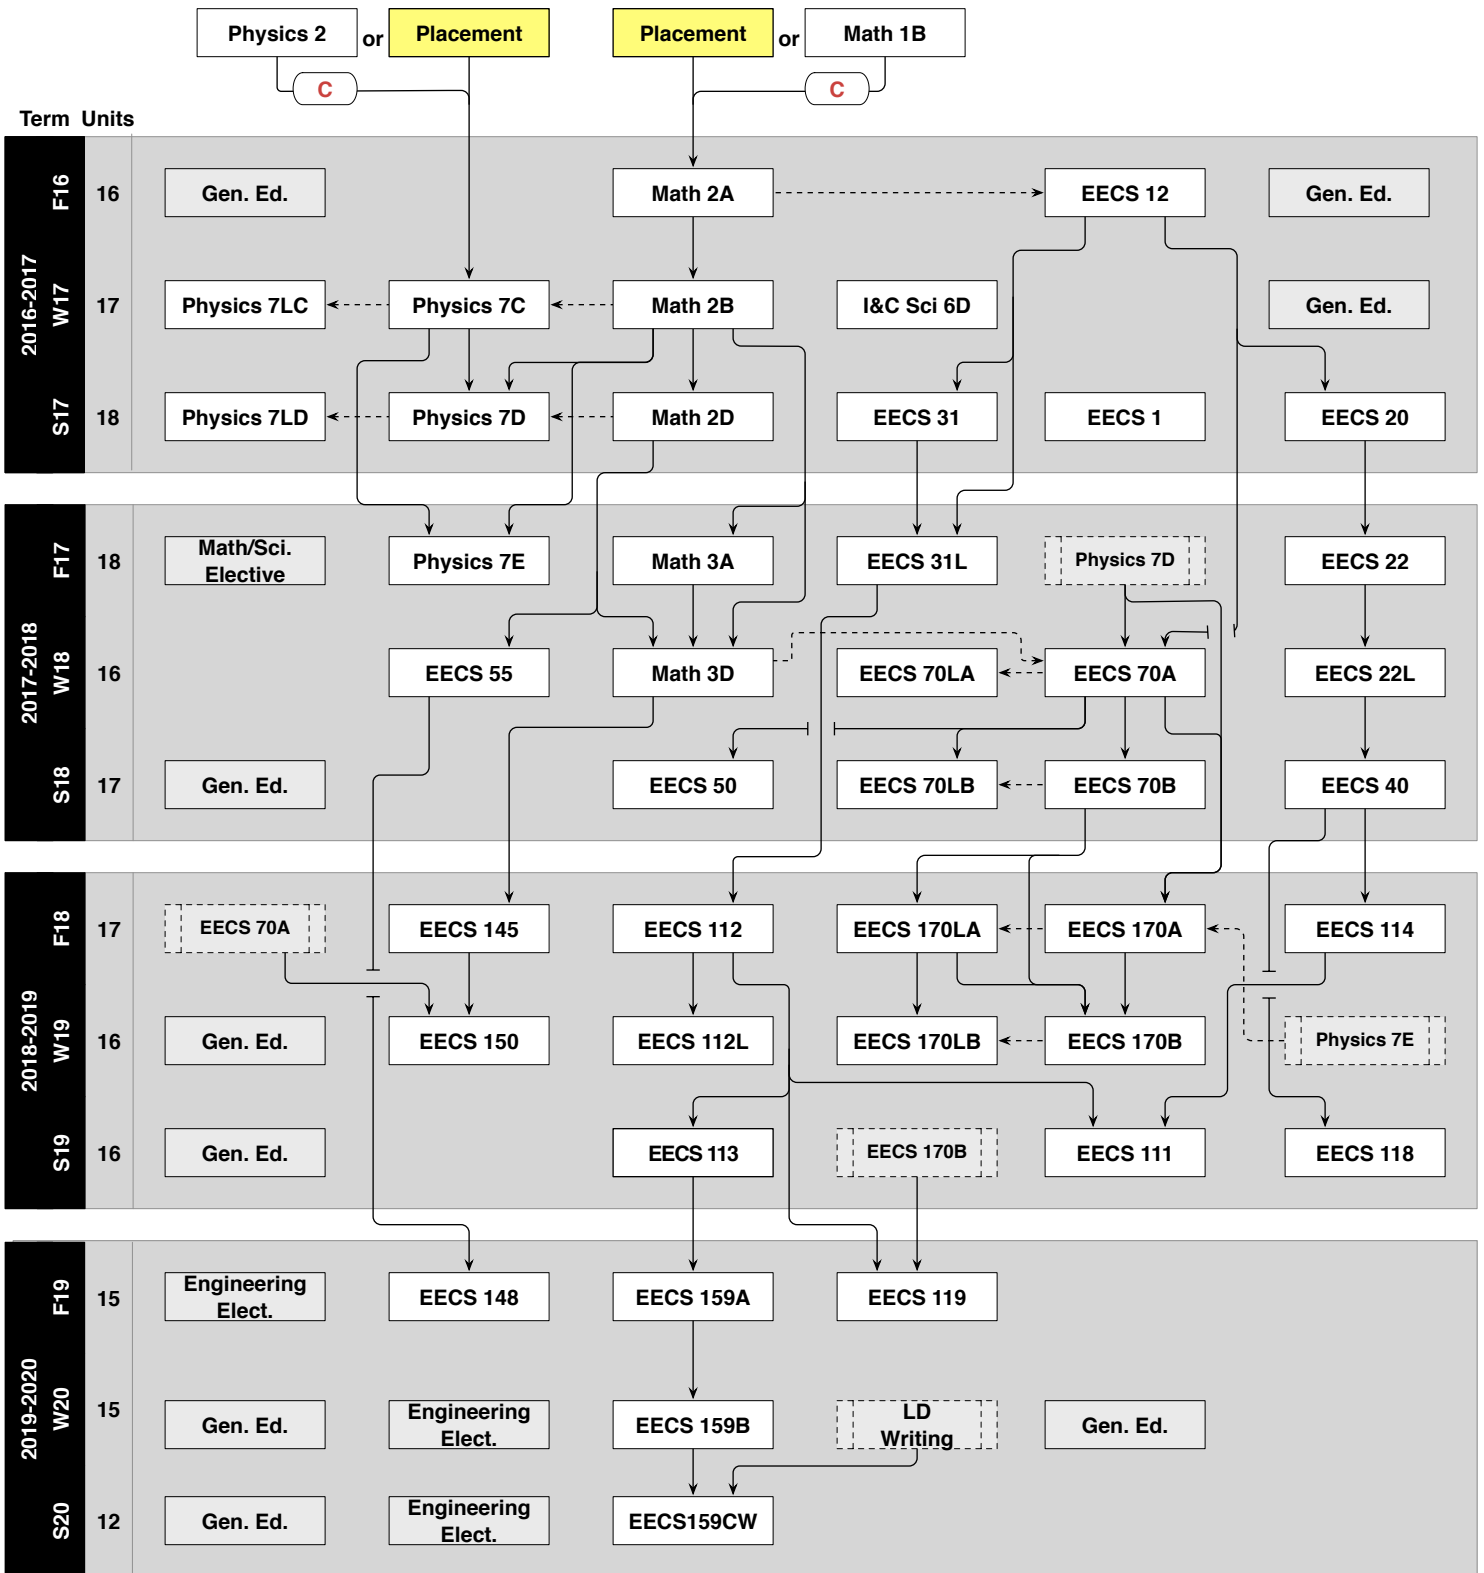 Physics 2 or Placement Placement or Math 1B
C C
Term Units
2016-2017
F16 16 Gen. Ed. Math 2A EECS 12 Gen. Ed.
W17 17 Physics 7LC Physics 7C Math 2B I&C Sci 6D Gen. Ed.
S17 18 Physics 7LD Physics 7D Math 2D EECS 31 EECS 1 EECS 20
2017-2018
F17 18 Math/Sci. Elective Physics 7E Math 3A EECS 31L Physics 7D EECS 22
W18 16 EECS 55 Math 3D EECS 70LA EECS 70A EECS 22L
S18 17 Gen. Ed. EECS 50 EECS 70LB EECS 70B EECS 40
2018-2019
F18 17 EECS 70A EECS 145 EECS 112 EECS 170LA EECS 170A EECS 114
W19 16 Gen. Ed. EECS 150 EECS 112L EECS 170LB EECS 170B Physics 7E
S19 16 Gen. Ed. EECS 113 EECS 170B EECS 111 EECS 118
2019-2020
F19 15 Engineering Elect. EECS 148 EECS 159A EECS 119
W20 15 Gen. Ed. Engineering Elect. EECS 159B LD Writing Gen. Ed.
S20 12 Gen. Ed. Engineering Elect. EECS159CW